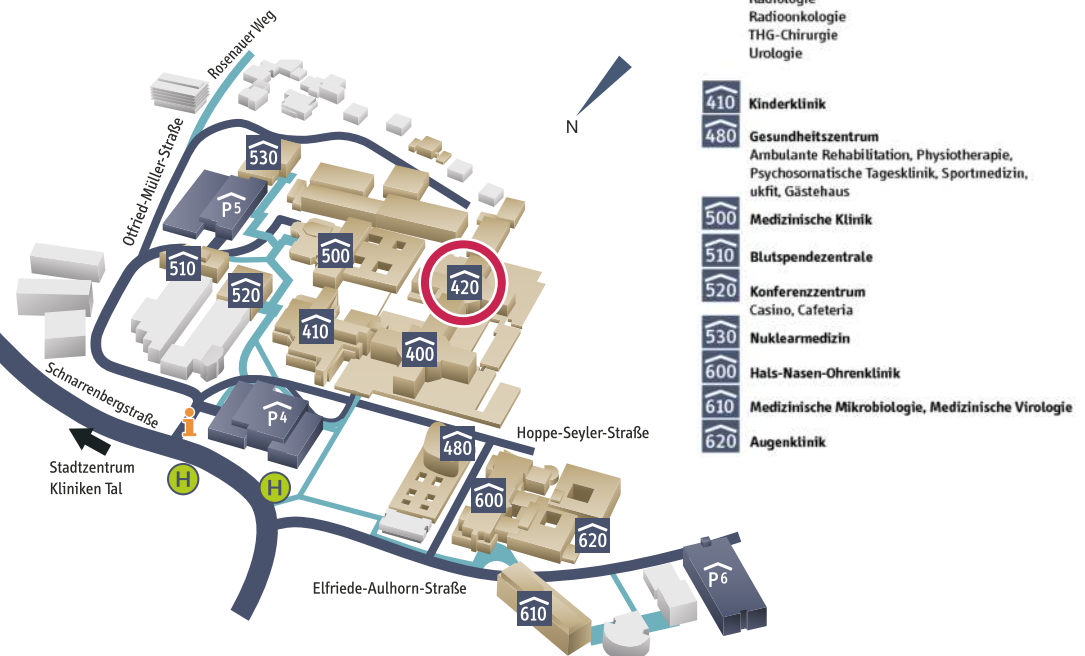 Radiologie
Radioonkologie
THG-Chirurgie
Urologie
410 Kinderklinik
480 Gesundheitszentrum
Ambulante Rehabilitation, Physiotherapie,
Psychosomatische Tagesklinik, Sportmedizin,
ukfit, Gästehaus
500 Medizinische Klinik
510 Blutspendezentrale
520 Konferenzzentrum
Casino, Cafeteria
530 Nuklearmedizin
600 Hals-Nasen-Ohrenklinik
610 Medizinische Mikrobiologie, Medizinische Virologie
620 Augenklinik
Rosenauer Weg
Otfried-Müller-Straße
N
530
P5
500
510
520
420
410
400
Schnarrenbergstraße
i
P4
Hoppe-Seyler-Straße
480
Stadtzentrum
Kliniken Tal
H
H
600
620
Elfriede-Aulhorn-Straße
P6
610